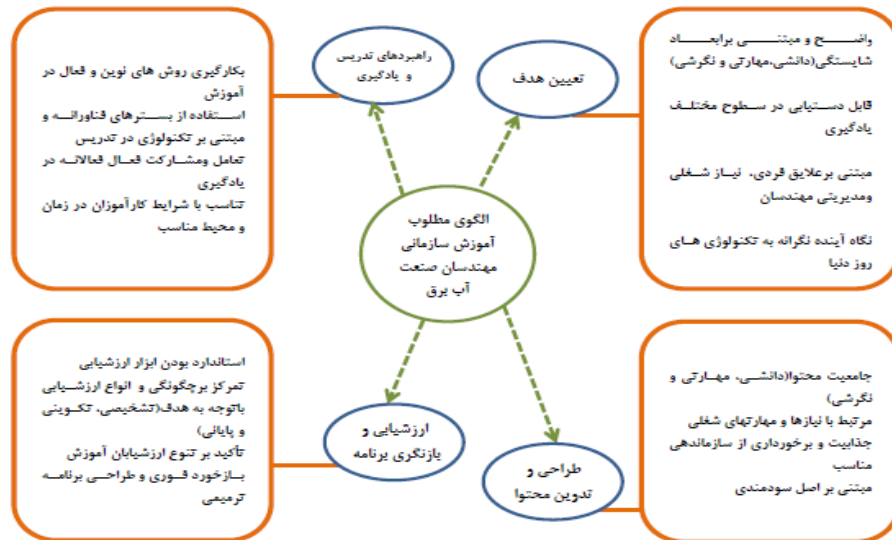 واضح و مبتنی برابعاد
شایستگی(دانشی،مهارتی و نگرشی)
قابل دستیابی در سطوح مختلف
یادگیری
مبتنی برعلایق فردی، نیاز شغلی
ومدیریتی مهندسان
نگاه آینده نگرانه به تکنولوژی های
روز دنیا
تعیین هدف
راهبردهای تدریس
و یادگیری
بکارگیری روش های نوین و فعال در
آموزش
استفاده از بسترهای فناورانه و
مبتنی بر تکنولوژی در تدریس
تعامل ومشارکت فعال فعالانه در
یادگیری
تناسب با شرایط کارآموزان در زمان
و محیط مناسب
الگوی مطلوب
آموزش سازمانی
مهندسان صنعت
آب برق
جامعیت محتوا(دانشی، مهارتی و
نگرشی)
مرتبط با نیازها و مهارتهای شغلی
جذابیت و برخورداری از سازماندهی
مناسب
مبتنی بر اصل سودمندی
طراحی و
تدوین محتوا
ارزشیابی و
بازنگری برنامه
استاندارد بودن ابزار ارزشیابی
تمرکز برچگونگی و انواع ارزشیابی
باتوجه به هدف(تشخیصی، تکوینی
و پایانی)
تأکید بر تنوع ارزشیابان آموزش
بازخورد فوری و طراحی برنامه
ترمیمی